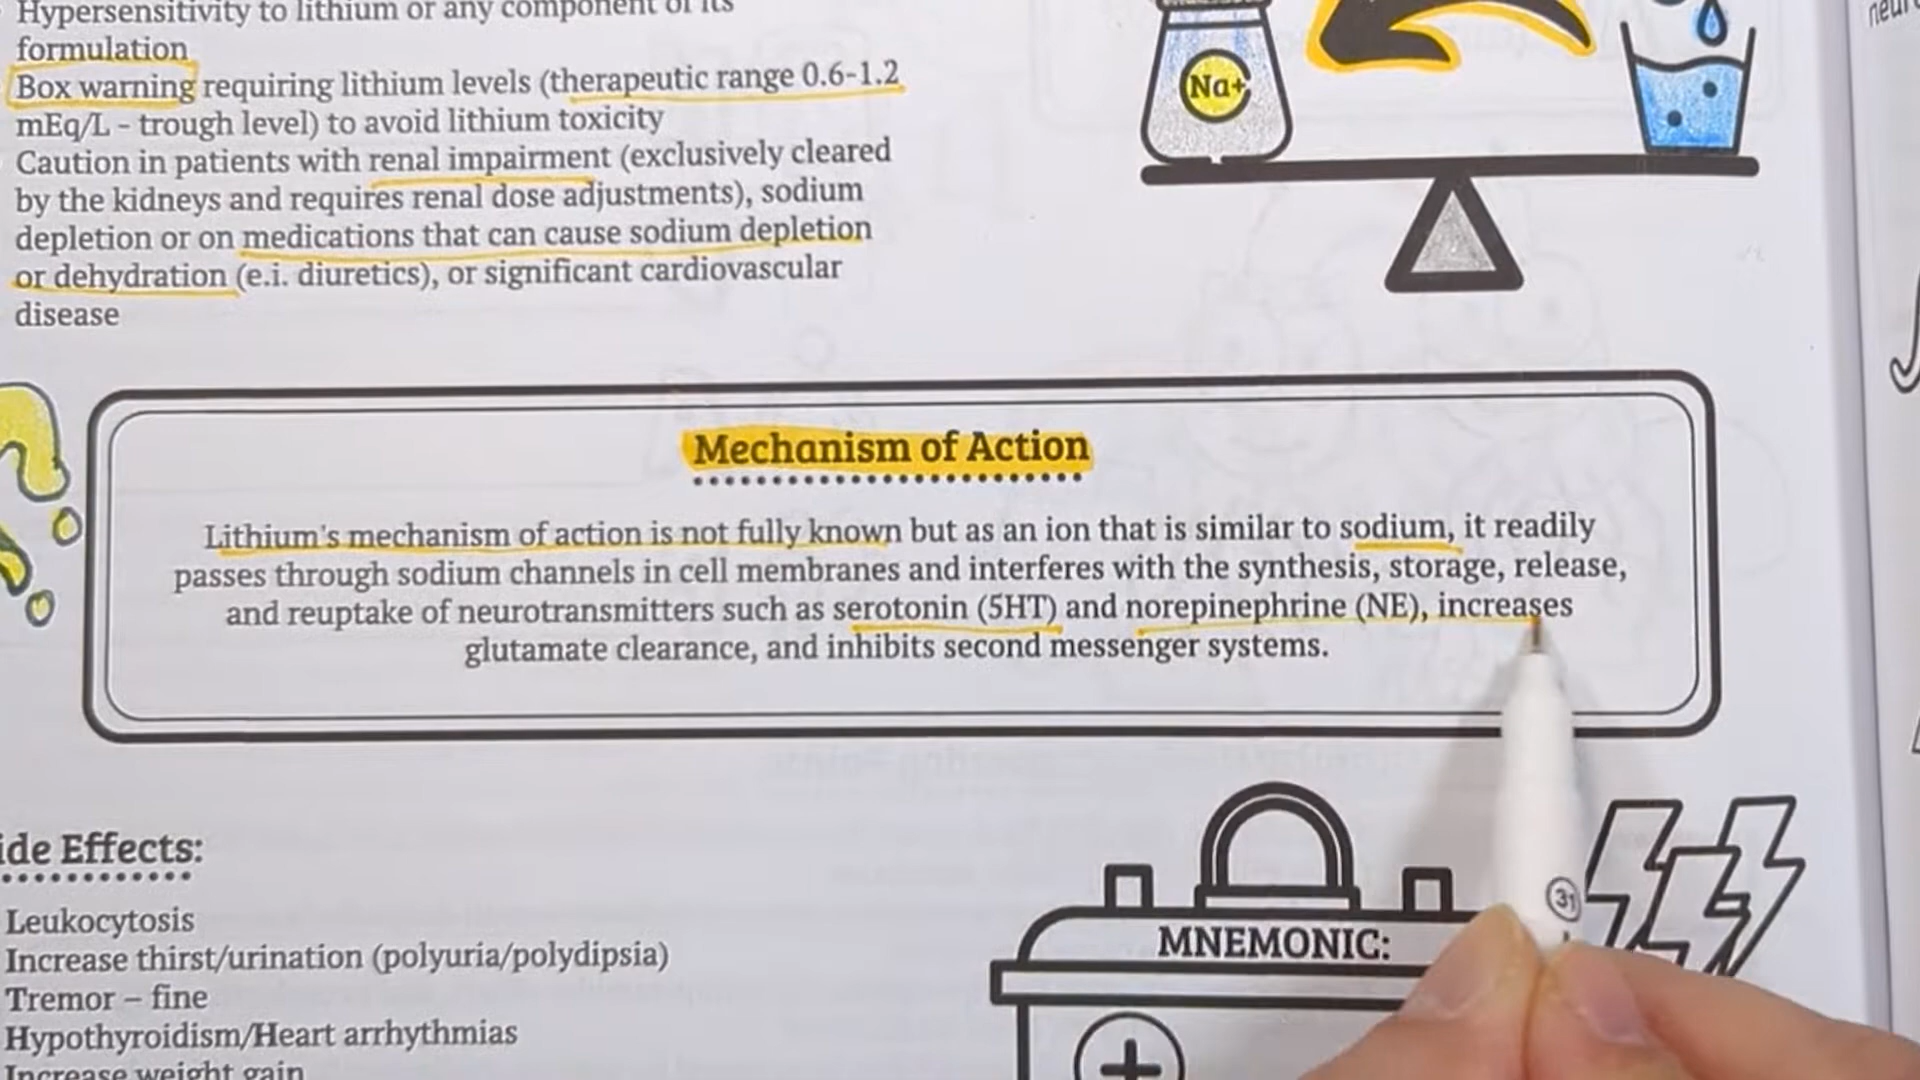 Hypersensitivity to lithium or any component of its
formulation
Box warning requiring lithium levels (therapeutic range 0.6-1.2
mEq/L - trough level) to avoid lithium toxicity
Caution in patients with renal impairment (exclusively cleared
by the kidneys and requires renal dose adjustments), sodium
depletion or on medications that can cause sodium depletion
or dehydration (e.i. diuretics), or significant cardiovascular
disease
Na+
Mechanism of Action
Lithium's mechanism of action is not fully known but as an ion that is similar to sodium, it readily
passes through sodium channels in cell membranes and interferes with the synthesis, storage, release,
and reuptake of neurotransmitters such as serotonin (5HT) and norepinephrine (NE), increases
glutamate clearance, and inhibits second messenger systems.
ide Effects:
Leukocytosis
Increase thirst/urination (polyuria/polydipsia)
Tremor – fine
Hypothyroidism/Heart arrhythmias
Increase weight gain
MNEMONIC:
31